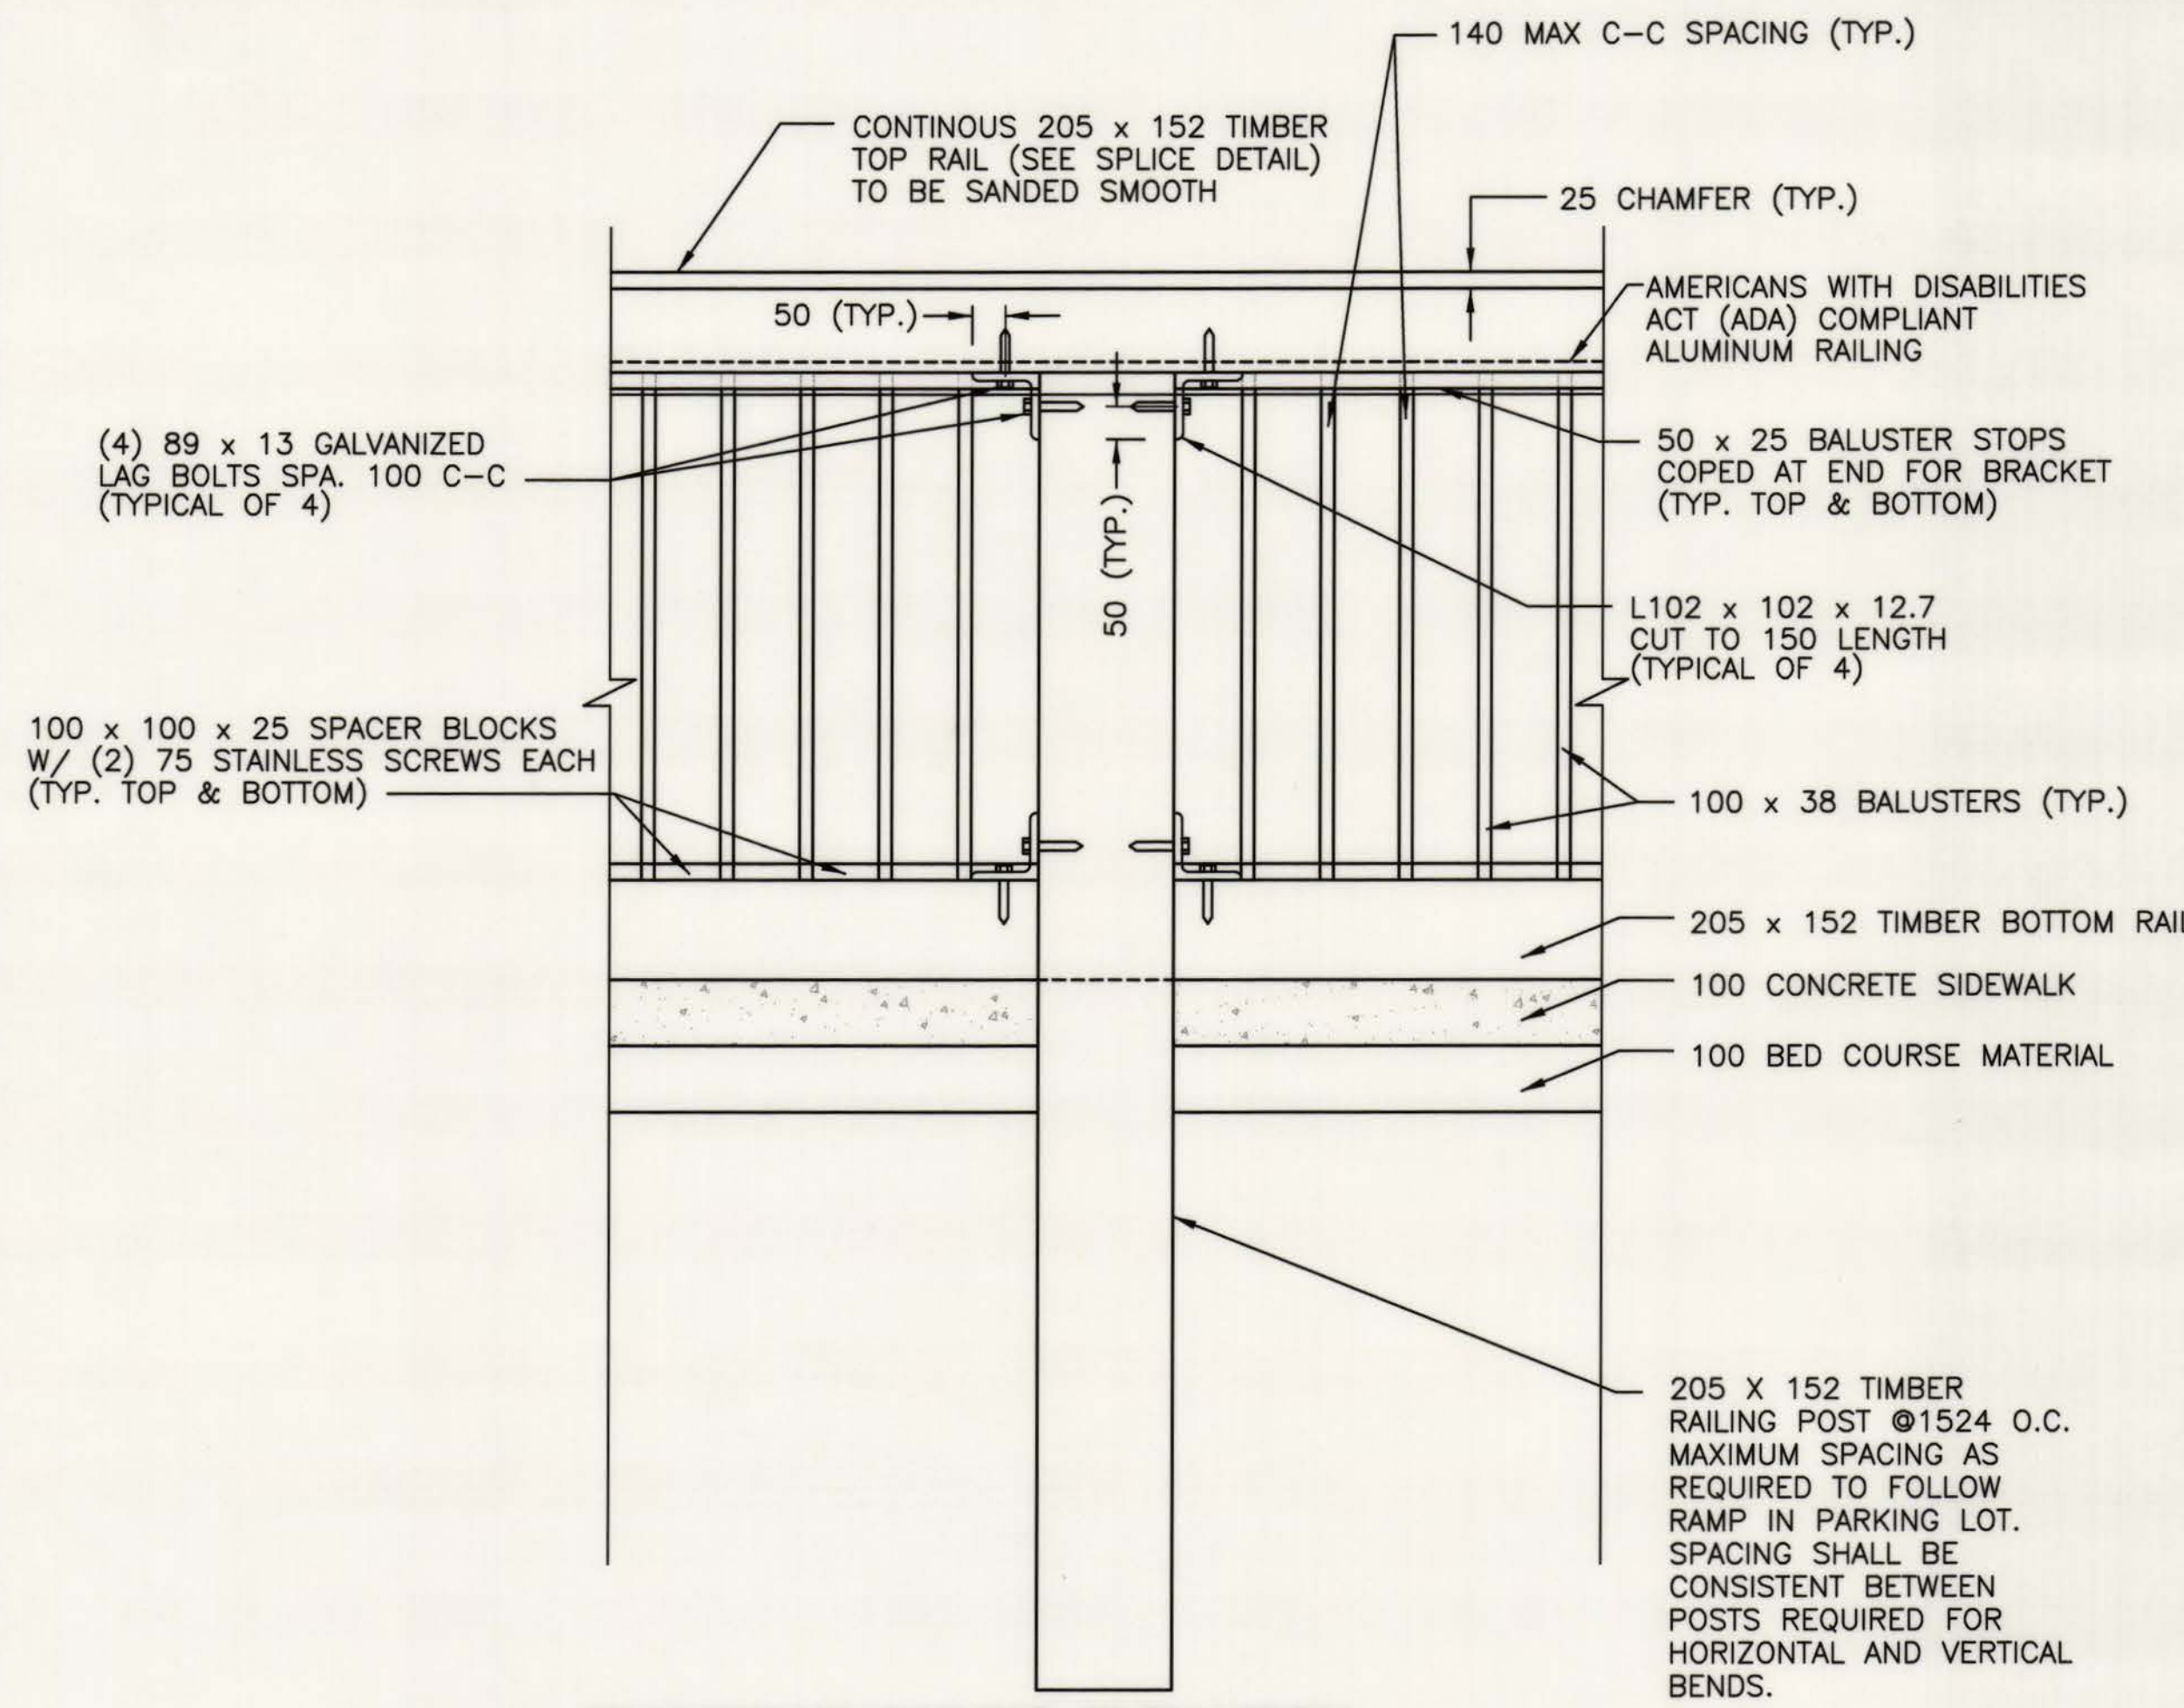 140 MAX C-C SPACING (TYP.)
CONTINOUS 205 x 152 TIMBER
TOP RAIL (SEE SPLICE DETAIL)
TO BE SANDED SMOOTH
25 CHAMFER (TYP.)
AMERICANS WITH DISABILITIES
ACT (ADA) COMPLIANT
ALUMINUM RAILING
50 (TYP.)
(4) 89 x 13 GALVANIZED
LAG BOLTS SPA. 100 C-C
(TYPICAL OF 4)
50 x 25 BALUSTER STOPS
COPED AT END FOR BRACKET
(TYP. TOP & BOTTOM)
50 (TYP.)
L102 x 102 x 12.7
CUT TO 150 LENGTH
(TYPICAL OF 4)
100 x 100 x 25 SPACER BLOCKS
W/ (2) 75 STAINLESS SCREWS EACH
(TYP. TOP & BOTTOM)
100 x 38 BALUSTERS (TYP.)
205 x 152 TIMBER BOTTOM RAIL
100 CONCRETE SIDEWALK
100 BED COURSE MATERIAL
205 X 152 TIMBER
RAILING POST @1524 O.C.
MAXIMUM SPACING AS
REQUIRED TO FOLLOW
RAMP IN PARKING LOT.
SPACING SHALL BE
CONSISTENT BETWEEN
POSTS REQUIRED FOR
HORIZONTAL AND VERTICAL
BENDS.